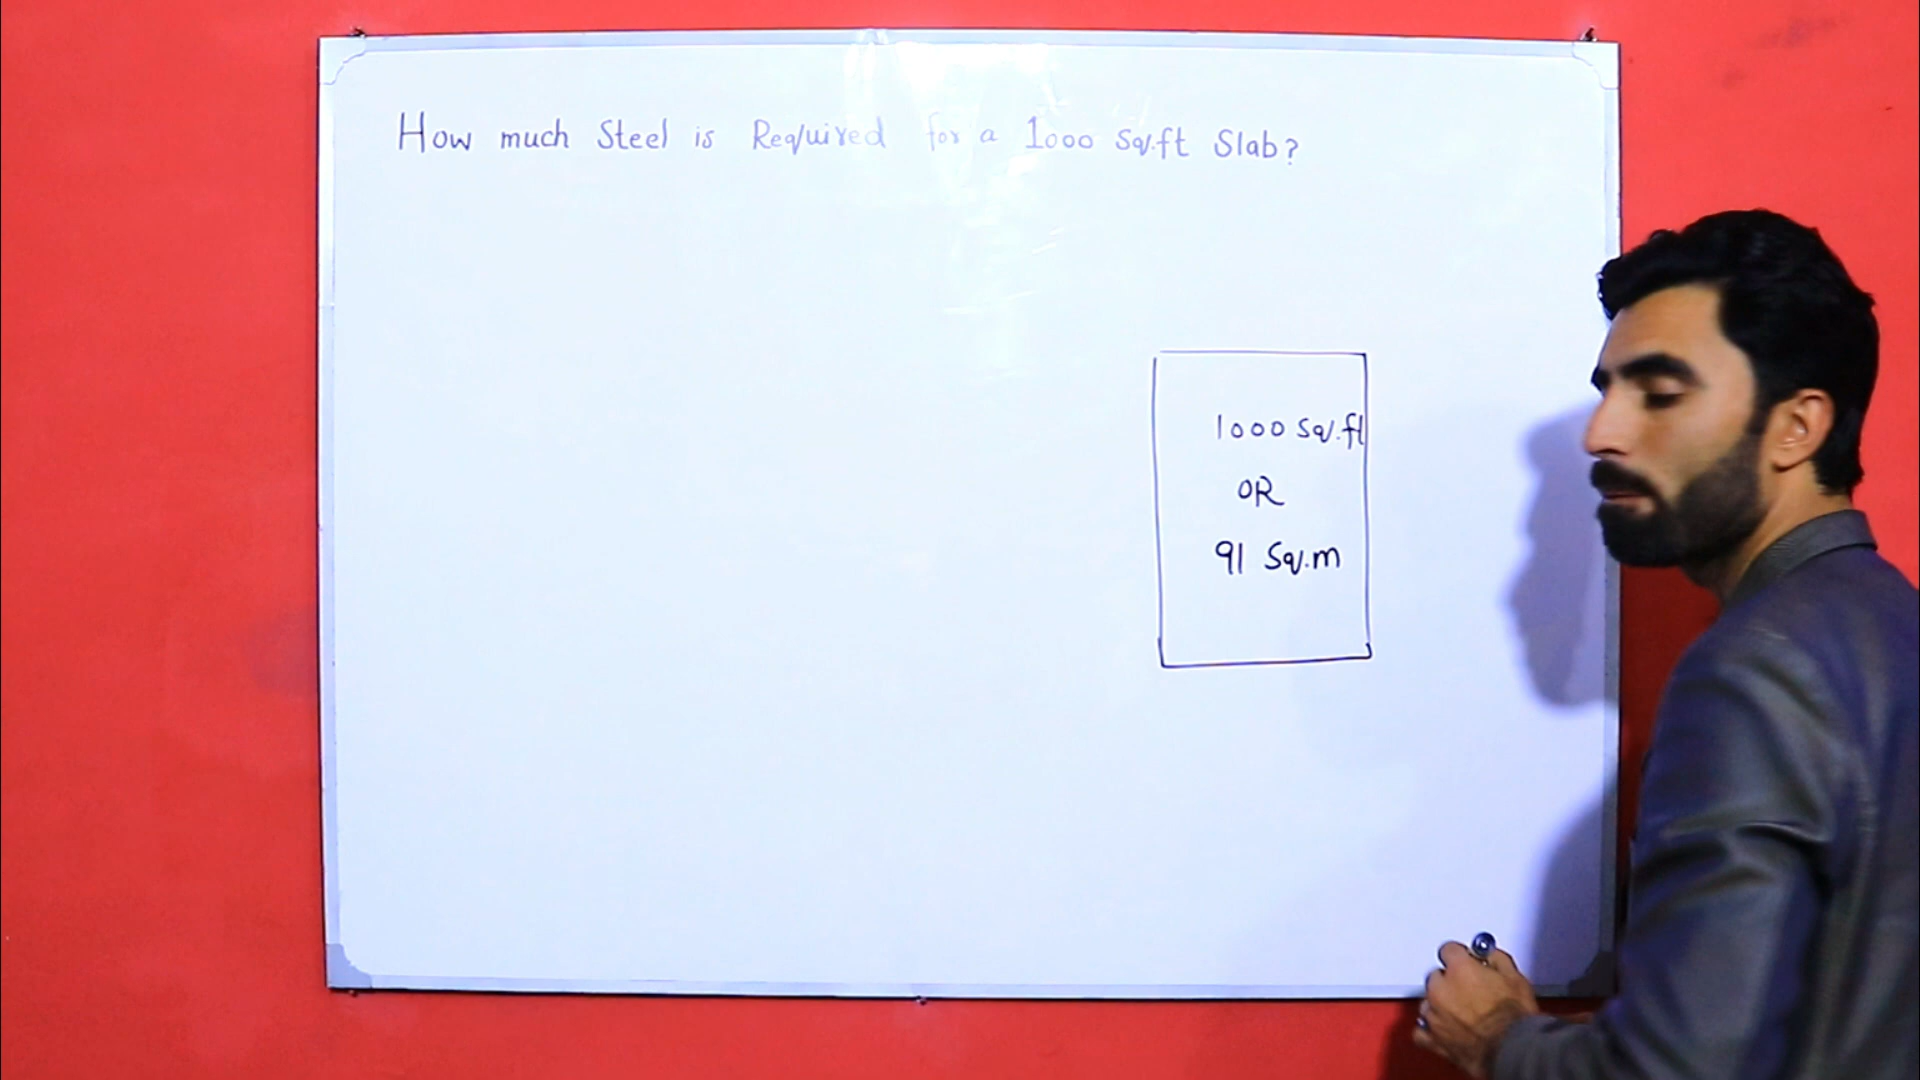 How much Steel is Required for a 1000 Sq.ft Slab?
1000 Sq.ft
OR
91 Sq.m